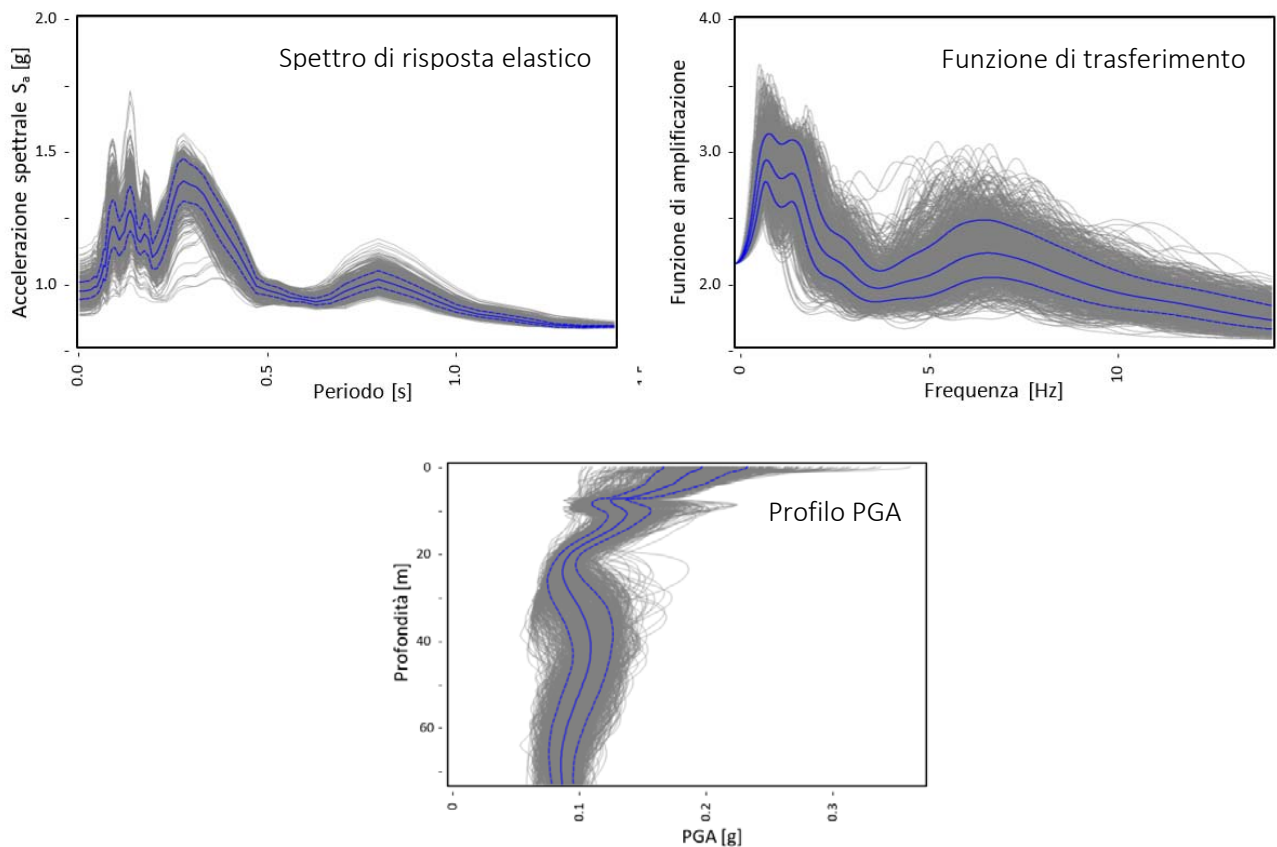 Spettro di risposta elastico
Accelerazione spettrale Sₐ [g]
2.0
1.5
1.0
0.0
0.5
1.0
Periodo [s]
Funzione di trasferimento
Funzione di amplificazione
4.0
3.0
2.0
0
5
10
Frequenza [Hz]
Profilo PGA
Profondità [m]
0
20
40
60
0
0.1
0.2
0.3
PGA [g]